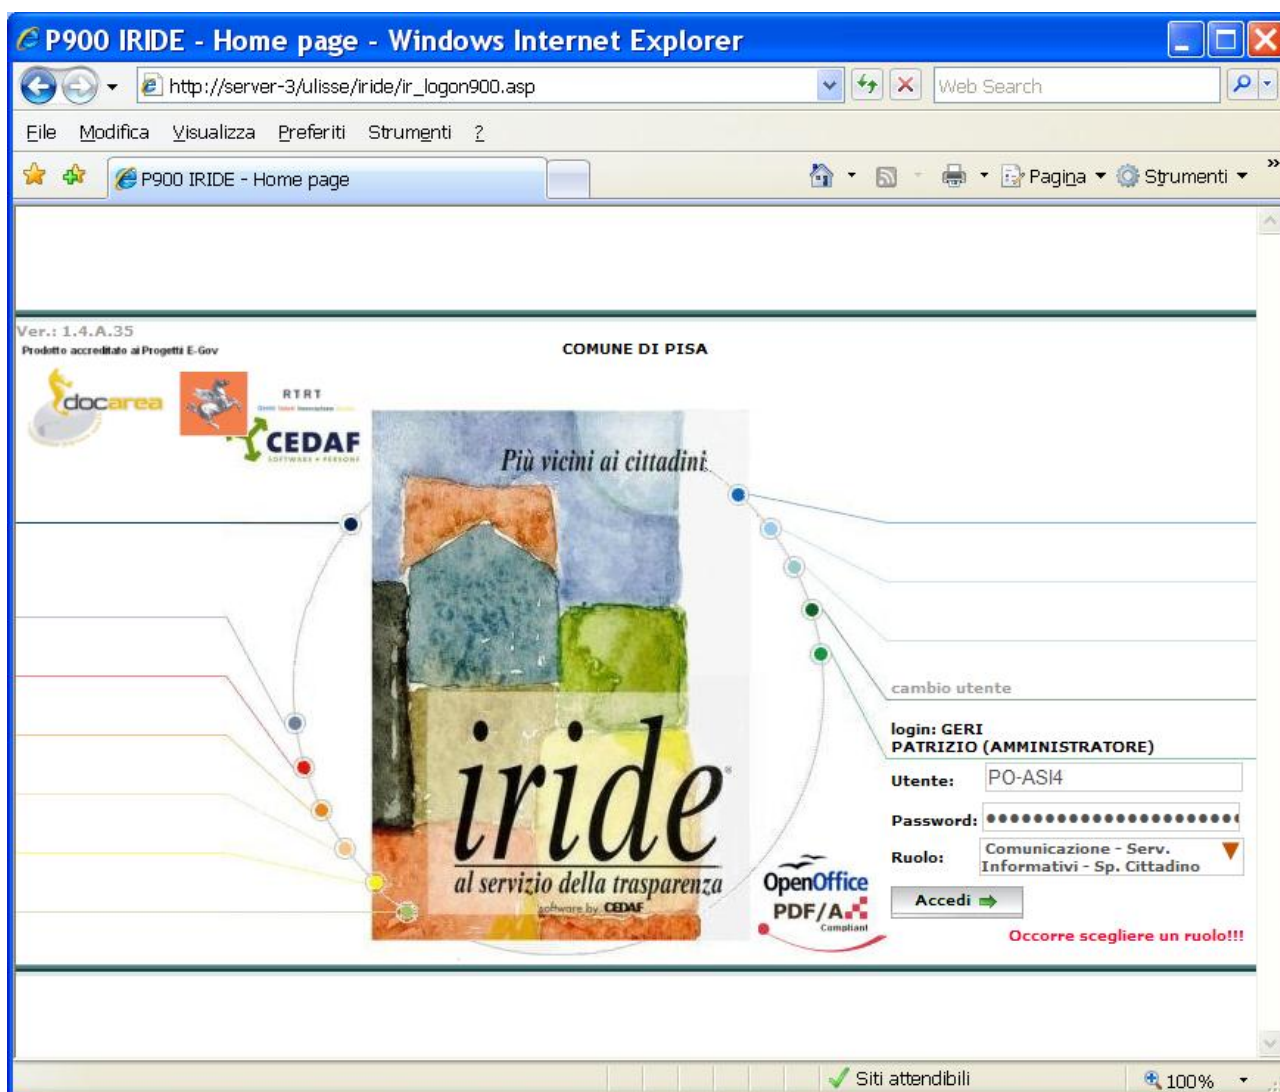 P900 IRIDE - Home page - Windows Internet Explorer
http://server-3/ulisse/iride/ir_logon900.asp
Web Search
File Modifica Visualizza Preferiti Strumenti ?
P900 IRIDE - Home page
Pagina
Strumenti
»
Ver.: 1.4.A.35
Prodotto accreditato ai Progetti E-Gov
COMUNE DI PISA
docarea
RTRT
CEDAF
SOFTWARE • PERSONE
Più vicini ai cittadini
cambio utente
login: GERI
PATRIZIO (AMMINISTRATORE)
Utente: PO-ASI4
Password:
Ruolo: Comunicazione - Serv.
Informativi - Sp. Cittadino
iride®
al servizio della trasparenza
software by CEDAF
OpenOffice
PDF/A
Compliant
Accedi
Occorre scegliere un ruolo!!!
Siti attendibili
100%